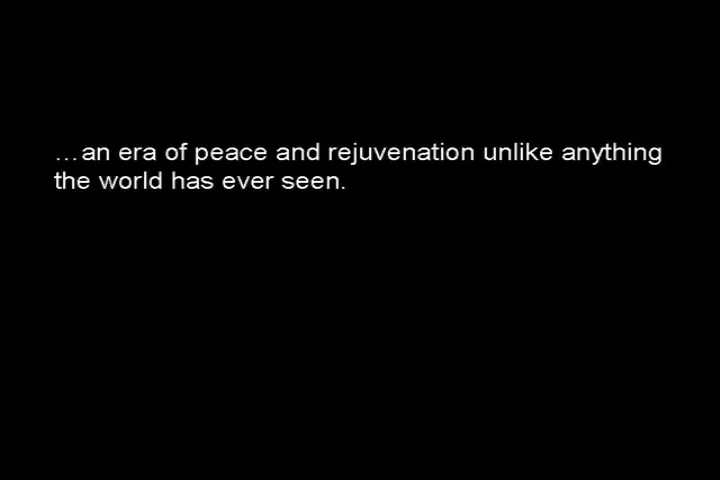 …an era of peace and rejuvenation unlike anything
the world has ever seen.